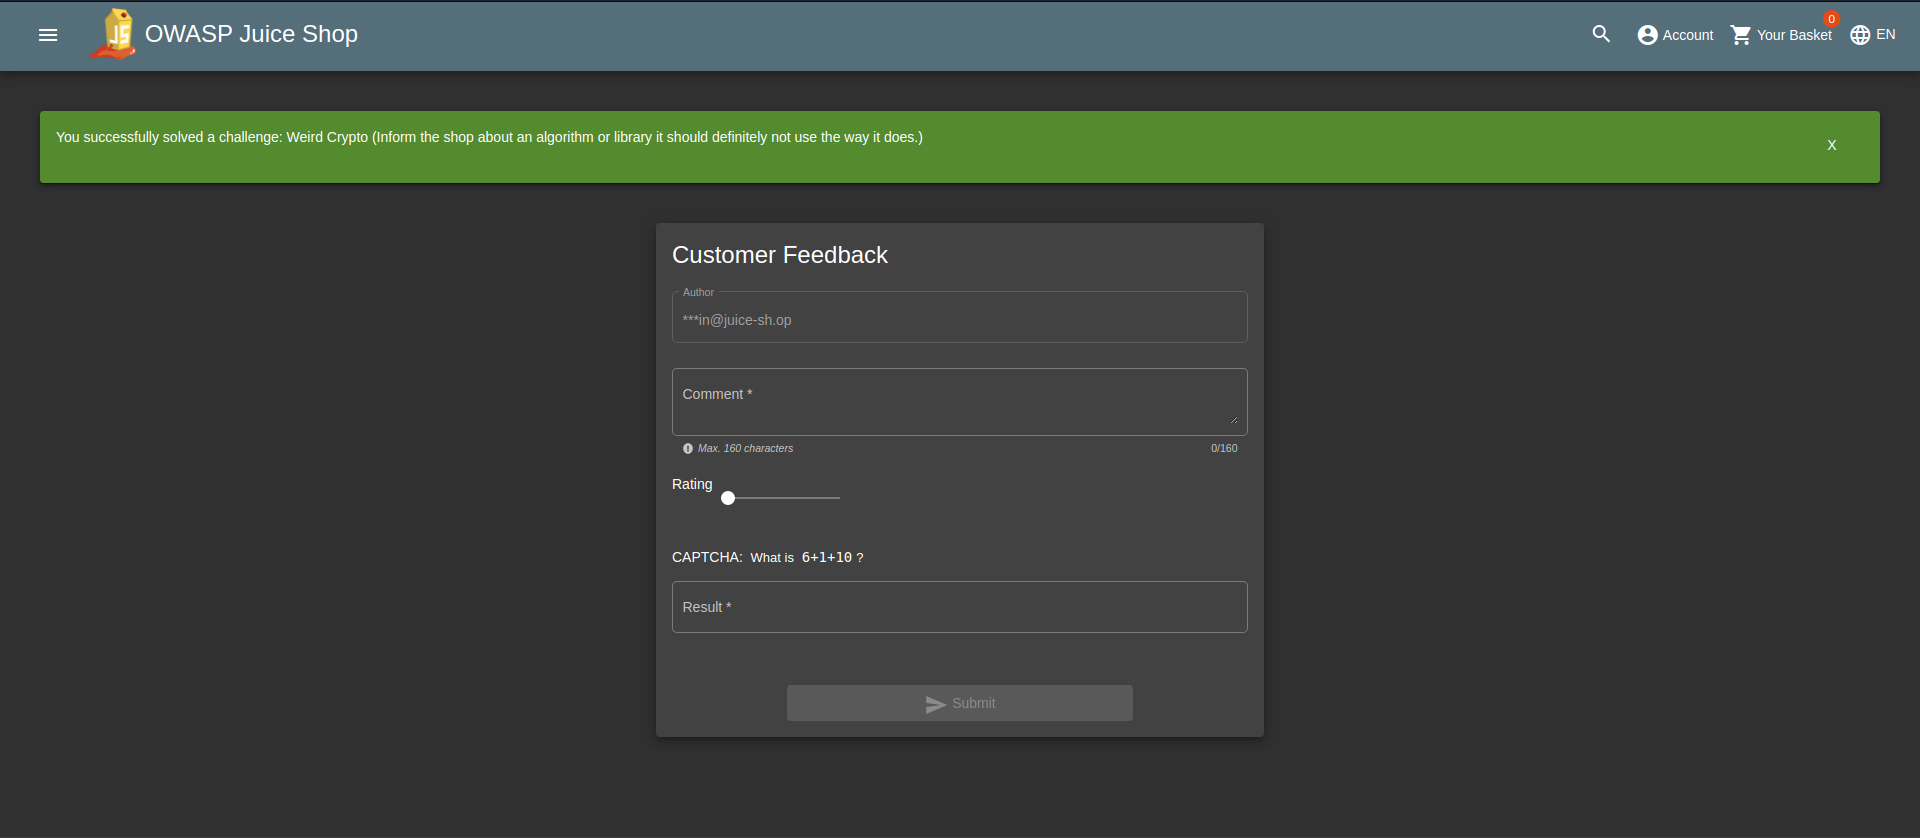 OWASP Juice Shop
Account
Your Basket
0
EN
You successfully solved a challenge: Weird Crypto (Inform the shop about an algorithm or library it should definitely not use the way it does.)
X
Customer Feedback
Author
***in@juice-sh.op
Comment *
Max. 160 characters
0/160
Rating
CAPTCHA: What is 6+1+10 ?
Result *
Submit